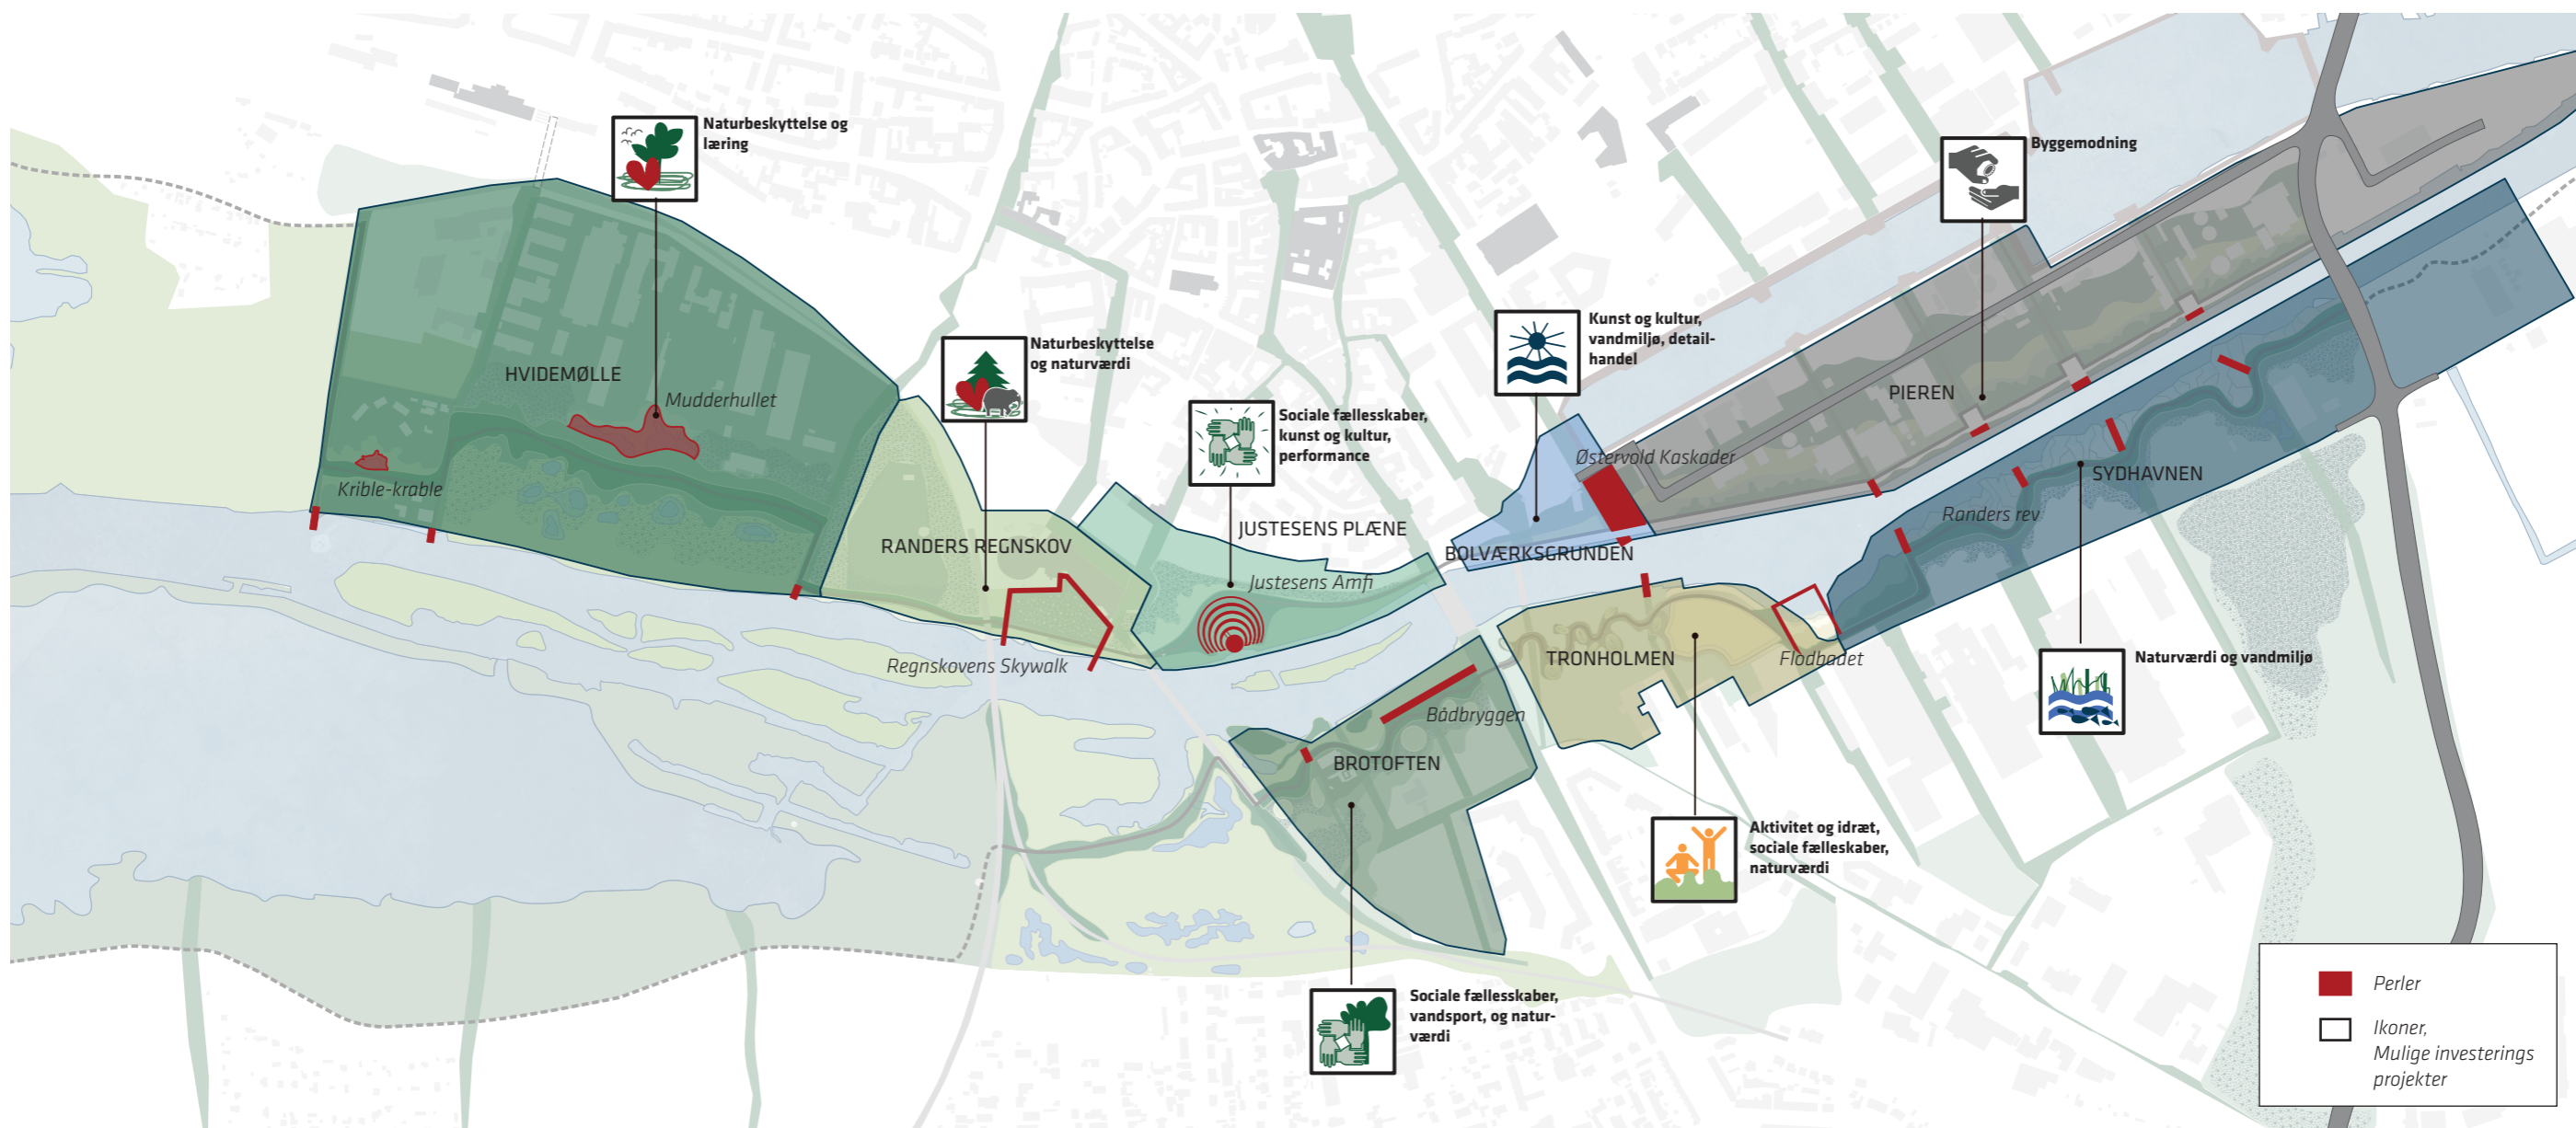 Naturbeskyttelse og
læring
HVIDEMØLLE
Mudderhullet
Krible-krable
Naturbeskyttelse
og naturværdi
RANDERS REGNSKOV
Regnskovens Skywalk
Sociale fællesskaber,
kunst og kultur,
performance
JUSTESENS PLÆNE
Justesens Amfi
Kunst og kultur,
vandmiljø, detail-
handel
Østervold Kaskader
BOLVÆRKSGRUNDEN
Byggemodning
PIEREN
SYDHAVNEN
Randers rev
Naturværdi og vandmiljø
TRONHOLMEN
Flodbadet
Aktivitet og idræt,
sociale fælleskaber,
naturværdi
Bådbryggen
BROTOFTEN
Sociale fællesskaber,
vandsport, og natur-
værdi
Perler
Ikoner,
Mulige investerings
projekter